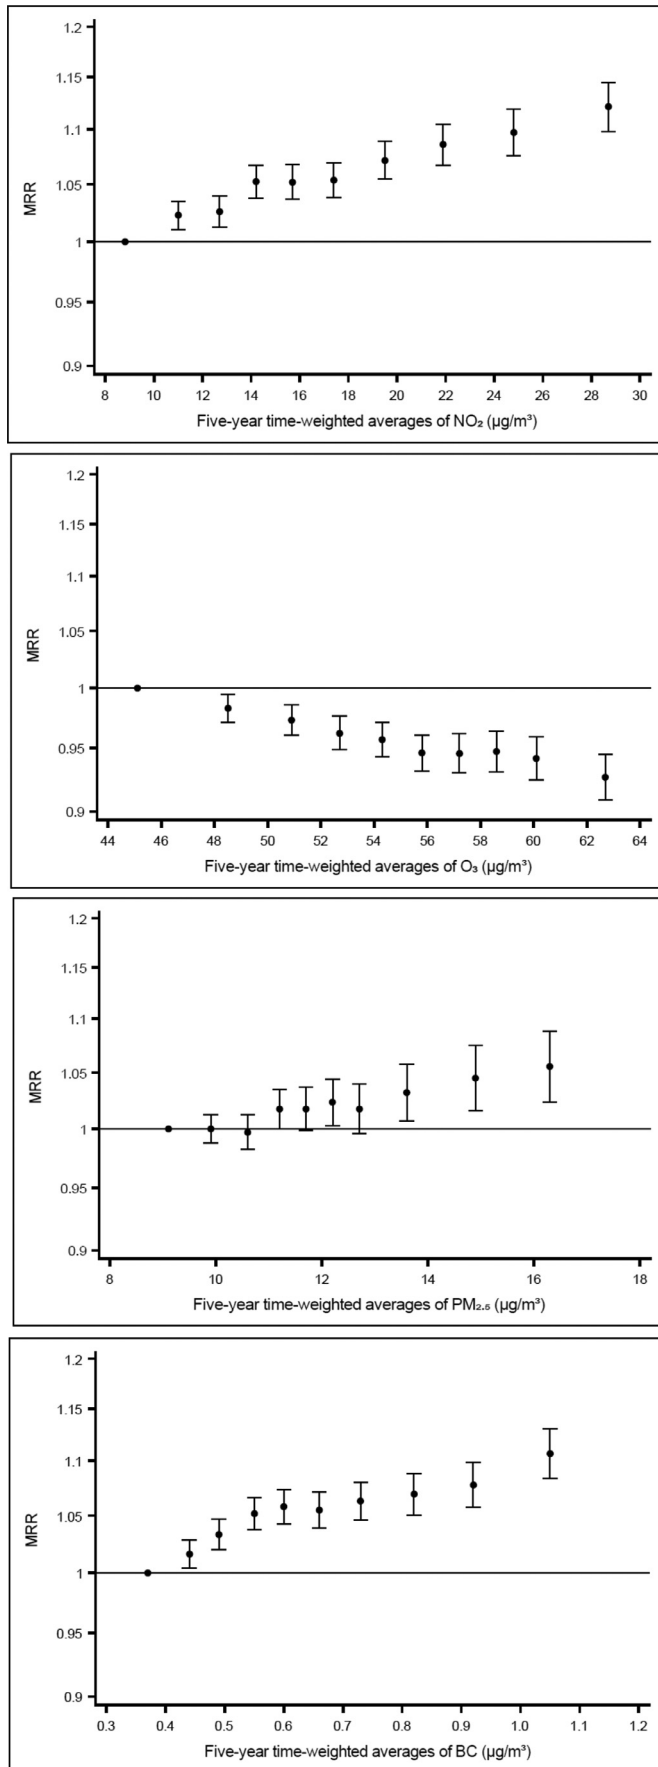 1.2
1.15
1.1
1.05
1
0.95
0.9
MRR
8 10 12 14 16 18 20 22 24 26 28 30
Five-year time-weighted averages of NO₂ (µg/m³)
1.2
1.15
1.1
1.05
1
0.95
0.9
MRR
44 46 48 50 52 54 56 58 60 62 64
Five-year time-weighted averages of O₃ (µg/m³)
1.2
1.15
1.1
1.05
1
0.95
0.9
MRR
8 10 12 14 16 18
Five-year time-weighted averages of PM₂.₅ (µg/m³)
1.2
1.15
1.1
1.05
1
0.95
0.9
MRR
0.3 0.4 0.5 0.6 0.7 0.8 0.9 1.0 1.1 1.2
Five-year time-weighted averages of BC (µg/m³)